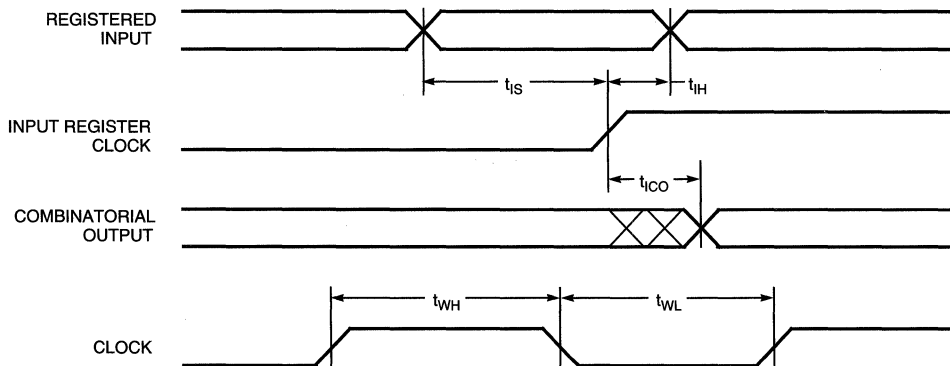 REGISTERED
INPUT
tIS
tIH
INPUT REGISTER
CLOCK
tICO
COMBINATORIAL
OUTPUT
tWH
tWL
CLOCK